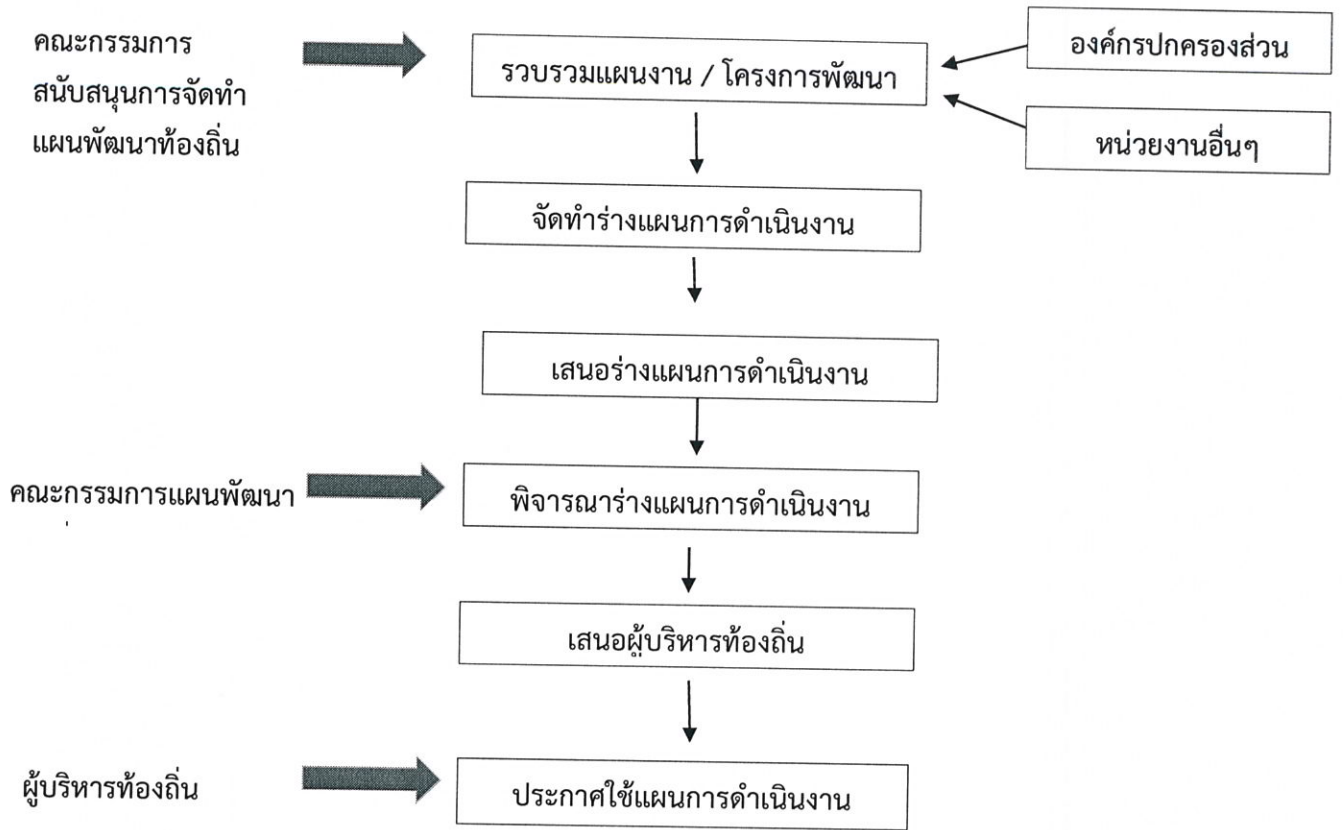 คณะกรรมการ
สนับสนุนการจัดทำ
แผนพัฒนาท้องถิ่น
รวบรวมแผนงาน / โครงการพัฒนา
องค์กรปกครองส่วน
หน่วยงานอื่นๆ
จัดทำร่างแผนการดำเนินงาน
เสนอร่างแผนการดำเนินงาน
คณะกรรมการแผนพัฒนา
พิจารณาร่างแผนการดำเนินงาน
เสนอผู้บริหารท้องถิ่น
ผู้บริหารท้องถิ่น
ประกาศใช้แผนการดำเนินงาน